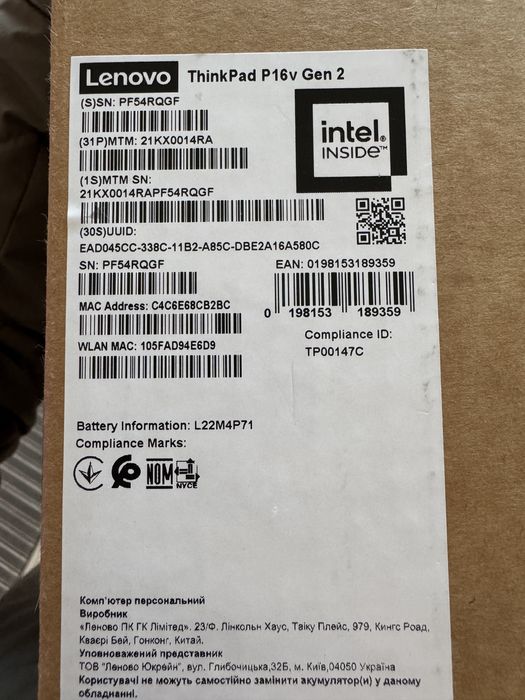 Lenovo ThinkPad P16v Gen 2
(S)SN: PF54RQGF
(31P)MTM: 21KX0014RA
(1S)MTM SN:
21KX0014RAPF54RQGF
intel®
INSIDE™
(30S)UUID:
EAD045CC-338C-11B2-A85C-DBE2A16A580C
SN: PF54RQGF
EAN: 0198153189359
0 198153 189359
MAC Address: C4C6E68CB2BC
WLAN MAC: 105FAD94E6D9
Compliance ID:
TP00147C
Battery Information: L22M4P71
Compliance Marks:
NOM
NYCE
Комп'ютер персональний
Виробник
«Леново ПК ГК Лімітед». 23/Ф. Лінкольн Хаус, Твіку Плейс, 979, Кингс Роад,
Кваєрі Бей, Гонконг, Китай.
Уповноважений представник
ТОВ "Леново Юкрейн", вул. Глибочицька,32Б, м. Київ,04050 Україна
Користувачі не можуть самостійно замінити акумулятор(и) у даному
обладнанні.